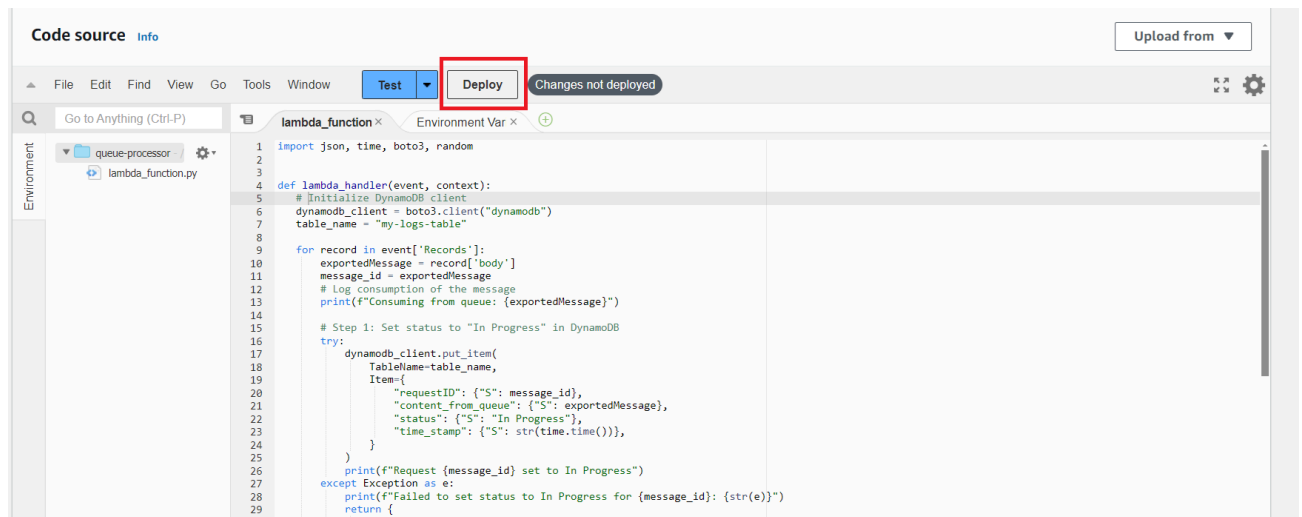 Code source Info
Upload from
File Edit Find View Go Tools Window Test Deploy Changes not deployed
Go to Anything (Ctrl-P)
lambda_function × Environment Var ×
Environment
queue-processor - /
lambda_function.py
1 import json, time, boto3, random
2
3
4 def lambda_handler(event, context):
5 # Initialize DynamoDB client
6 dynamodb_client = boto3.client("dynamodb")
7 table_name = "my-logs-table"
8
9 for record in event['Records']:
10 exportedMessage = record['body']
11 message_id = exportedMessage
12 # Log consumption of the message
13 print(f"Consuming from queue: {exportedMessage}")
14
15 # Step 1: Set status to "In Progress" in DynamoDB
16 try:
17 dynamodb_client.put_item(
18 TableName=table_name,
19 Item={
20 "requestID": {"S": message_id},
21 "content_from_queue": {"S": exportedMessage},
22 "status": {"S": "In Progress"},
23 "time_stamp": {"S": str(time.time())},
24 }
25 )
26 print(f"Request {message_id} set to In Progress")
27 except Exception as e:
28 print(f"Failed to set status to In Progress for {message_id}: {str(e)}")
29 return {